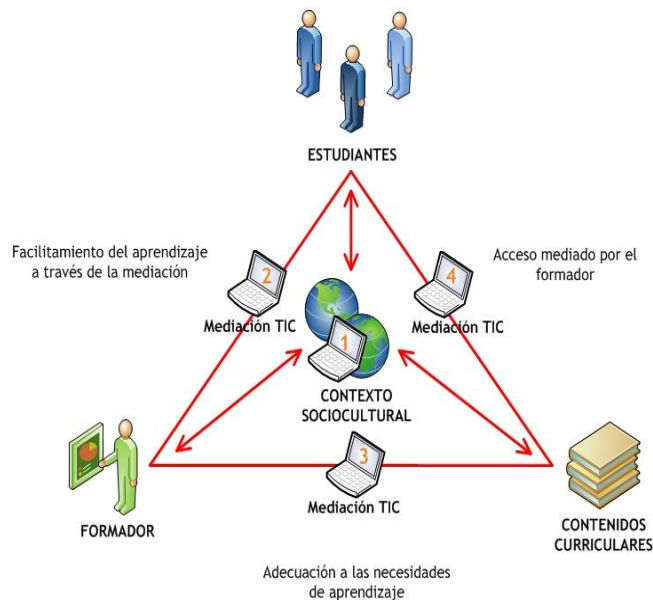 ESTUDIANTES
Facilitamiento del aprendizaje
a través de la mediación
Acceso mediado por el
formador
2
4
Mediación TIC
Mediación TIC
1
CONTEXTO
SOCIOCULTURAL
3
Mediación TIC
FORMADOR
CONTENIDOS
CURRICULARES
Adecuación a las necesidades
de aprendizaje